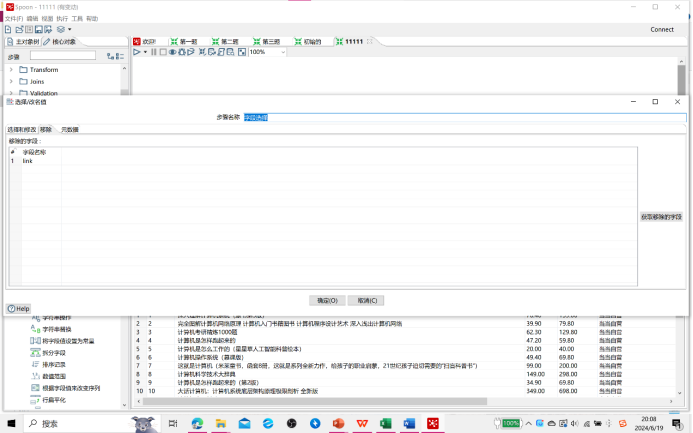 Spoon - 11111 (有变动)
文件(F) 编辑 视图 执行 工具 帮助
Connect
主对象树 核心对象
欢迎! 第一题 第二题 第三题 初始的 11111
步骤
100%
Transform
Joins
Validation
选择/改名值
步骤名称 字段选择
选择和修改 移除 元数据
移除的字段 :
# 字段名称
1 link
获取移除的字段
确定(O) 取消(C)
Help
字符串操作
2 2 完全图解计算机网络原理 计算机入门书籍图书 计算机程序设计艺术 深入浅出计算机网络 39.90 79.80 当当自营
字符串替换
3 3 计算机考研精炼1000题 62.30 129.80 当当自营
将字段值设置为常量
4 4 计算机是怎样跑起来的 47.20 59.80 当当自营
拆分字段
5 5 计算机是怎么工作的（星星草人工智能科普绘本） 20.00 40.00 当当自营
6 6 计算机操作系统（慕课版） 49.40 69.80 当当自营
排序记录
7 7 这就是计算机（米莱童书，函套8册，这就是系列全新力作，给孩子的职业启蒙，21世纪孩子迫切需要的“扫盲科普书”） 99.00 200.00 当当自营
数值范围
8 8 计算机科学技术大辞典 149.00 298.00 当当自营
根据字段值来改变序列
9 9 计算机是怎样跑起来的（第2版） 34.90 69.80 当当自营
行扁平化
10 10 大话计算机：计算机系统底层架构原理极限剖析 全新版 349.00 698.00 当当自营
搜索
100%
20:08
2024/6/19